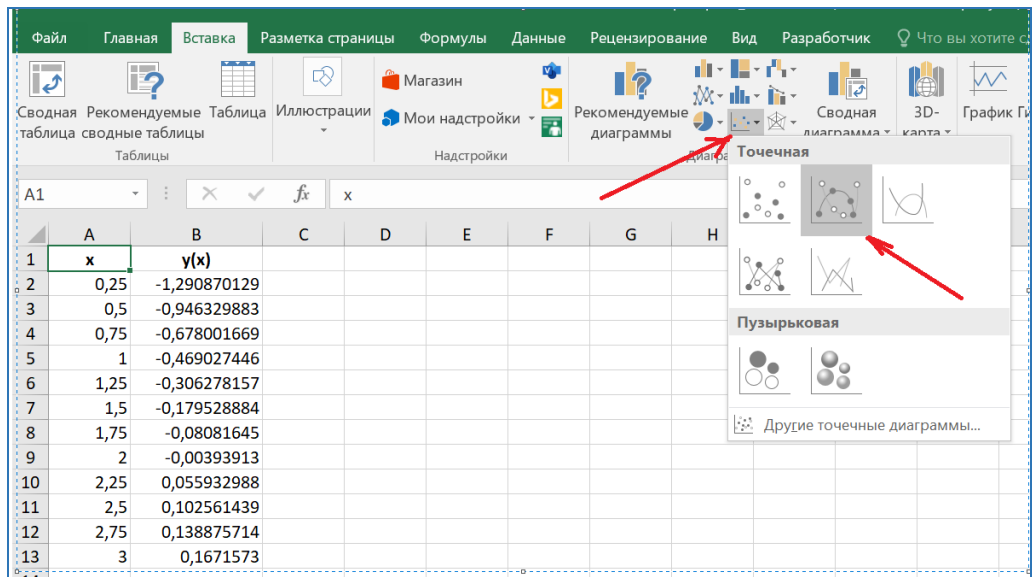 Файл Главная Вставка Разметка страницы Формулы Данные Рецензирование Вид Разработчик Что вы хотите
Сводная таблица
Рекомендуемые сводные таблицы
Таблица
Иллюстрации
Магазин
Мои надстройки
Рекомендуемые диаграммы
Сводная диаграмма
3D-карта
График
Таблицы
Надстройки
A1 fx x
Точечная
Пузырьковая
Другие точечные диаграммы...
A B C D E F G H
1 x y(x)
2 0,25 -1,290870129
3 0,5 -0,946329883
4 0,75 -0,678001669
5 1 -0,469027446
6 1,25 -0,306278157
7 1,5 -0,179528884
8 1,75 -0,08081645
9 2 -0,00393913
10 2,25 0,055932988
11 2,5 0,102561439
12 2,75 0,138875714
13 3 0,1671573